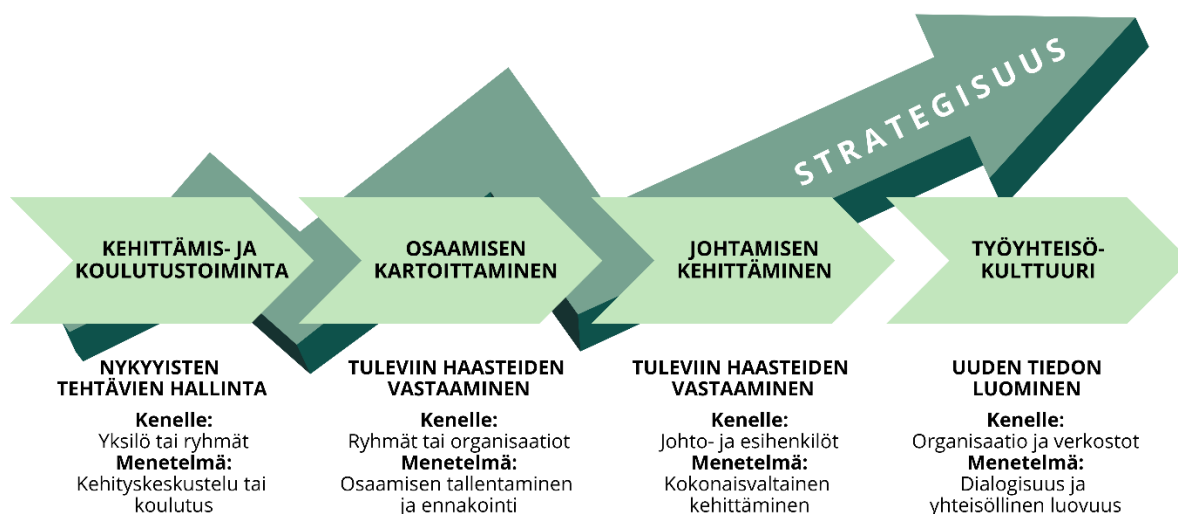 STRATEGISUUS
KEHITTÄMIS- JA
KOULUTUSTOIMINTA
OSAAMISEN
KARTOITTAMINEN
JOHTAMISEN
KEHITTÄMINEN
TYÖYHTEISÖ-
KULTTUURI
NYKYYISTEN
TEHTÄVIEN HALLINTA
Kenelle:
Yksilö tai ryhmät
Menetelmä:
Kehityskeskustelu tai
koulutus
TULEVIIN HAASTEIDEN
VASTAAMINEN
Kenelle:
Ryhmät tai organisaatiot
Menetelmä:
Osaamisen tallentaminen
ja ennakointi
TULEVIIN HAASTEIDEN
VASTAAMINEN
Kenelle:
Johto- ja esihenkilöt
Menetelmä:
Kokonaisvaltainen
kehittäminen
UUDEN TIEDON
LUOMINEN
Kenelle:
Organisaatio ja verkostot
Menetelmä:
Dialogisuus ja
yhteisöllinen luovuus